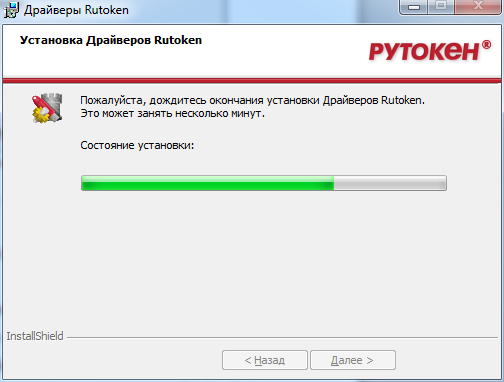 Драйверы Rutoken
Установка Драйверов Rutoken
РУТОКЕН®
Пожалуйста, дождитесь окончания установки Драйверов Rutoken.
Это может занять несколько минут.
Состояние установки:
InstallShield
< Назад
Далее >